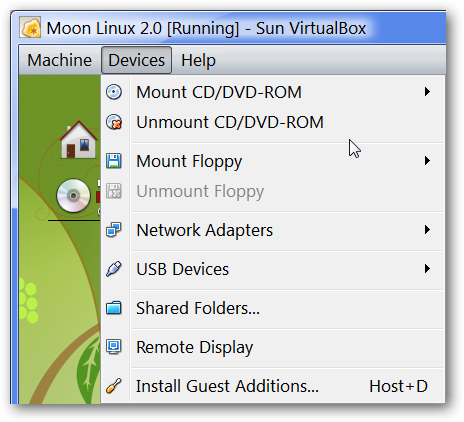 Moon Linux 2.0 [Running] - Sun VirtualBox
Machine Devices Help
Mount CD/DVD-ROM
Unmount CD/DVD-ROM
Mount Floppy
Unmount Floppy
Network Adapters
USB Devices
Shared Folders...
Remote Display
Install Guest Additions... Host+D